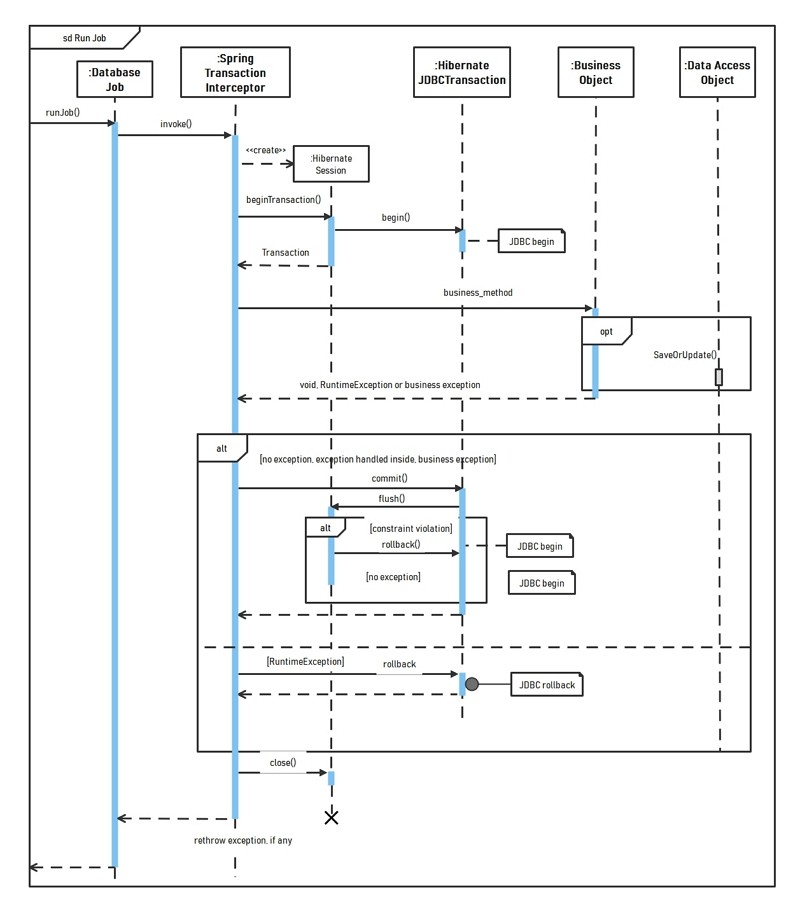 sd Run Job
:Database
Job
:Spring
Transaction
Interceptor
:Hibernate
JDBCTransaction
:Business
Object
:Data Access
Object
runJob()
invoke()
<<create>>
:Hibernate
Session
beginTransaction()
begin()
JDBC begin
Transaction
business_method
opt
SaveOrUpdate()
void, RuntimeException or business exception
alt
[no exception, exception handled inside, business exception]
commit()
flush()
alt
[constraint violation]
rollback()
JDBC begin
[no exception]
JDBC begin
[RuntimeException]
rollback
JDBC rollback
close()
rethrow exception, if any